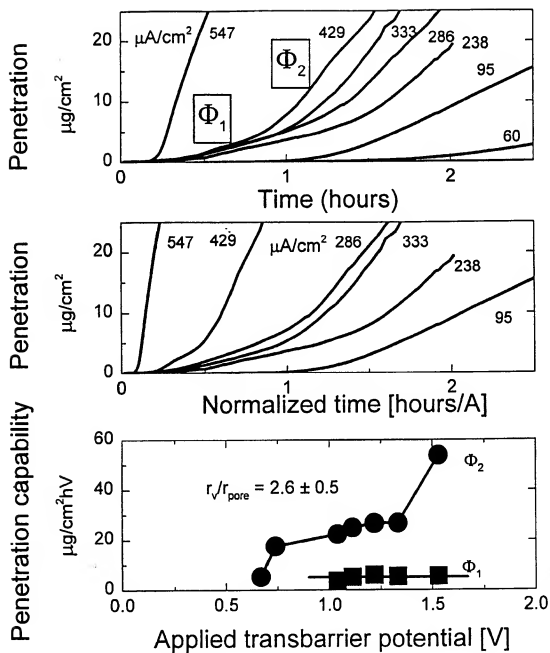 Penetration
μg/cm²
20
10
0
μA/cm²
547
429
333
286
238
95
60
Φ₁
Φ₂
0
1
2
Time (hours)
Penetration
μg/cm²
20
10
0
547
429
μA/cm²
286
333
238
95
0
1
2
Normalized time [hours/A]
Penetration capability
μg/cm²hV
60
40
20
0
rᵥ/r_pore = 2.6 ± 0.5
Φ₂
Φ₁
0.0
0.5
1.0
1.5
2.0
Applied transbarrier potential [V]